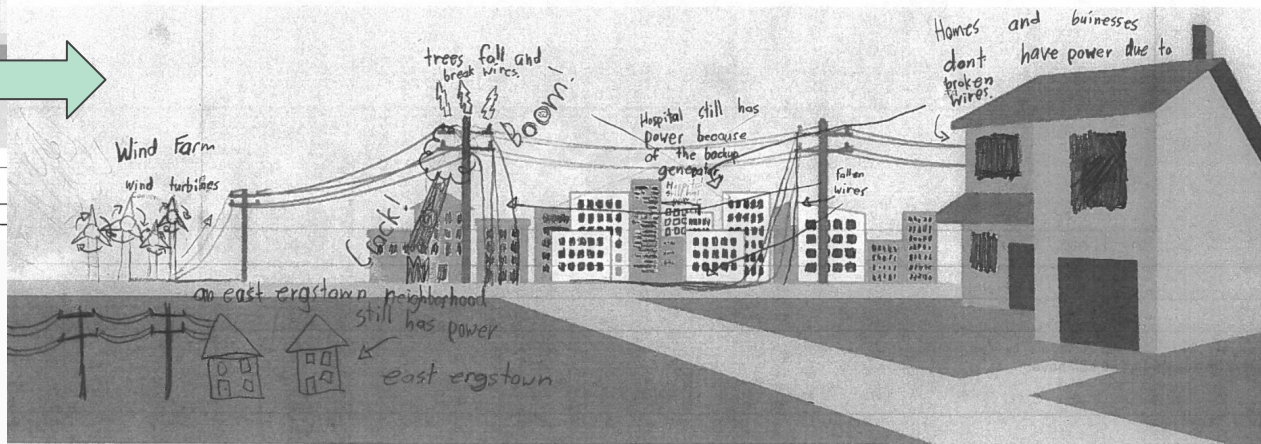 Wind Farm
wind turbines
trees fall and
break wires.
BOOM!
Crack!
Hospital still has
power because
of the backup
generator
Fallen
wires
Homes and buinesses
dont have power due to
broken
wires.
an east ergstown neighborhood
still has power
east ergstown